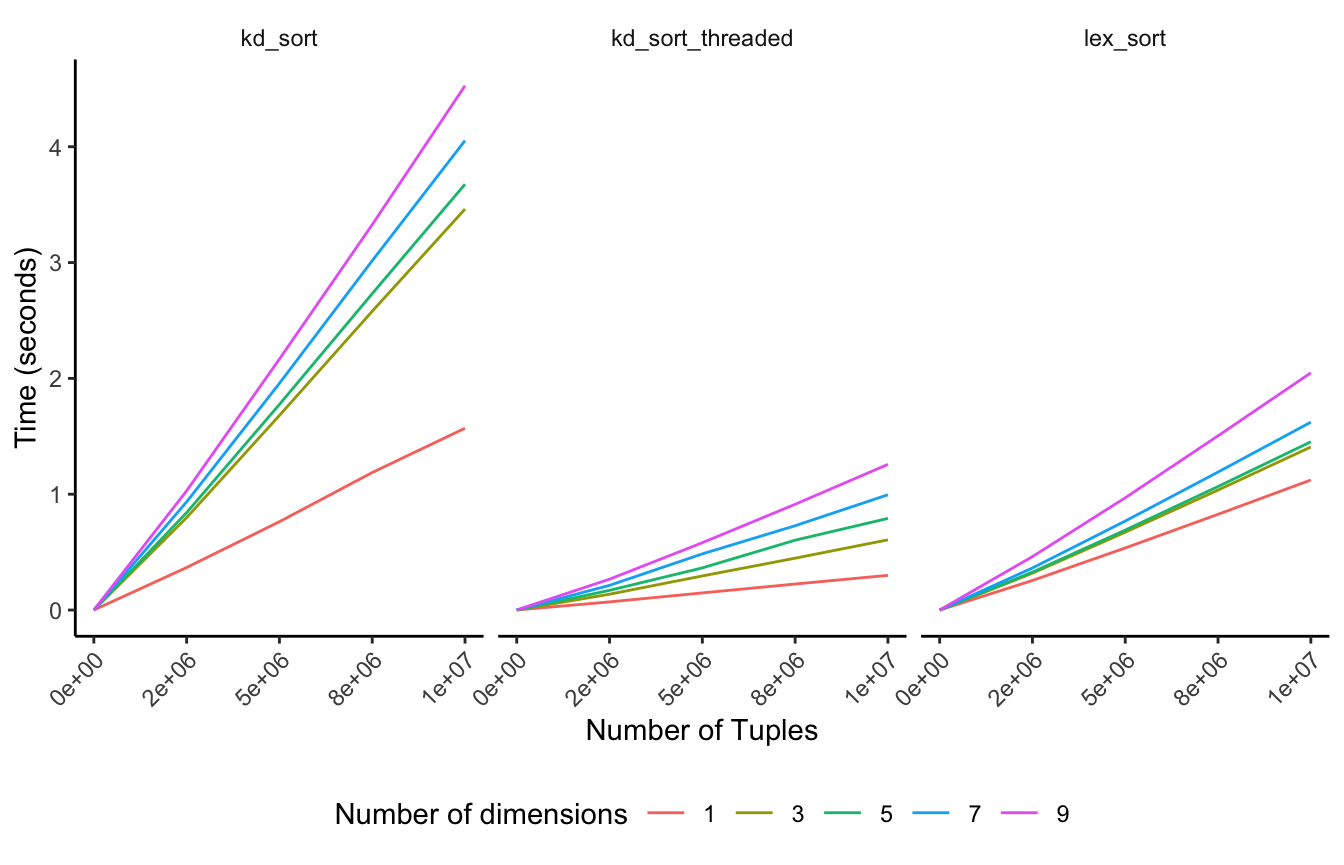 kd_sort kd_sort_threaded lex_sort
Time (seconds)
4
3
2
1
0
0e+00 2e+06 5e+06 8e+06 1e+07 0e+00 2e+06 5e+06 8e+06 1e+07 0e+00 2e+06 5e+06 8e+06 1e+07
Number of Tuples
Number of dimensions 1 3 5 7 9